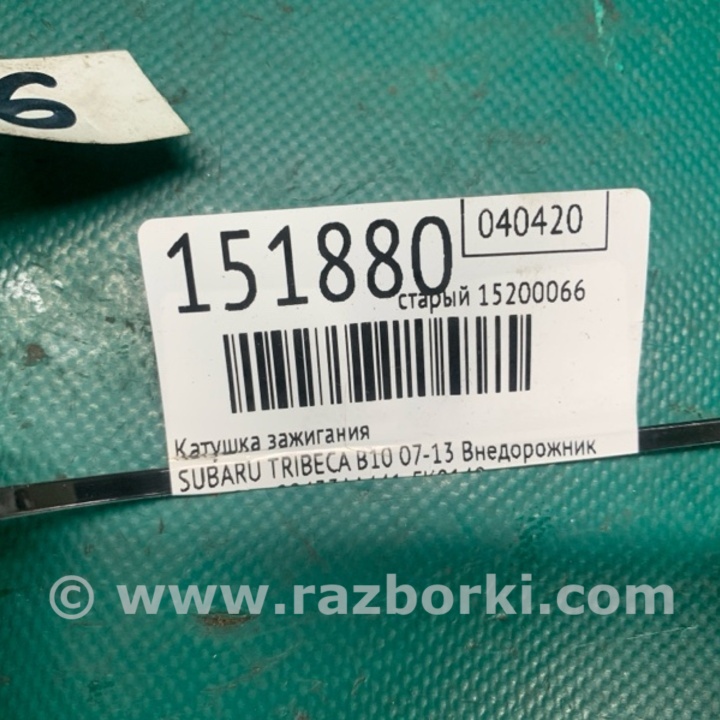 6
151880
040420
старый 15200066
Катушка зажигания
SUBARU TRIBECA B10 07-13 Внедорожник
© www.razborki.com